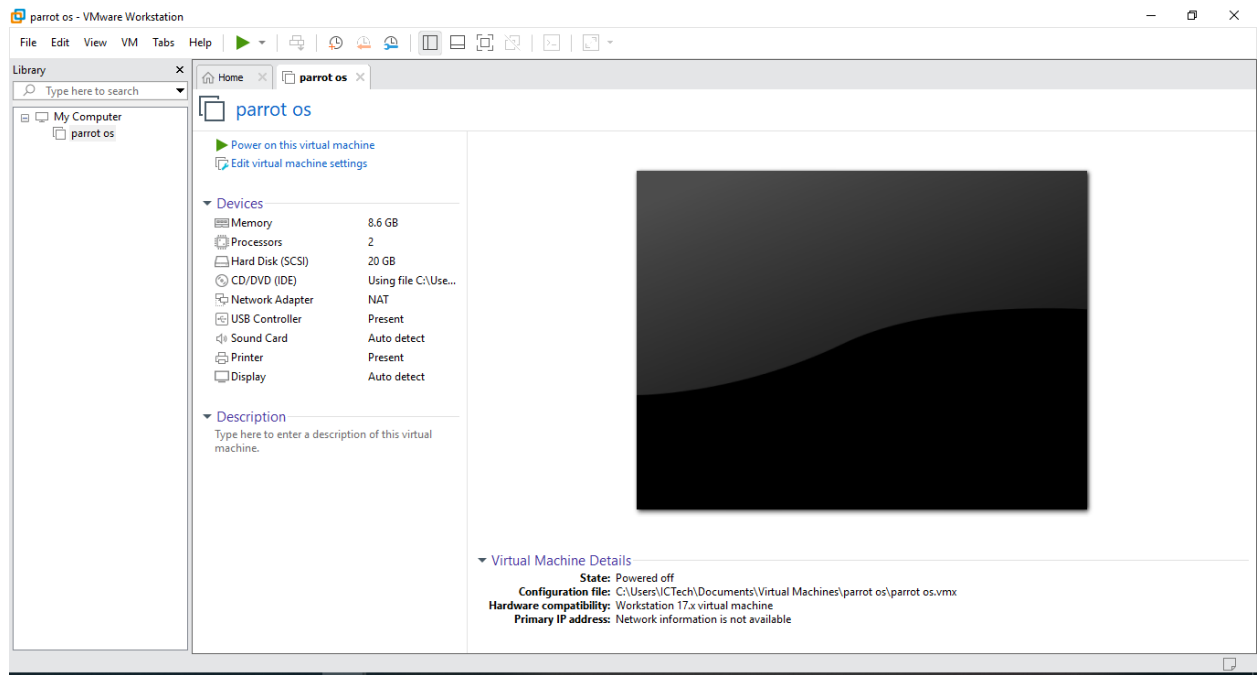 parrot os - VMware Workstation
File Edit View VM Tabs Help
Library
Type here to search
My Computer
parrot os
Home
parrot os
parrot os
Power on this virtual machine
Edit virtual machine settings
Devices
Memory 8.6 GB
Processors 2
Hard Disk (SCSI) 20 GB
CD/DVD (IDE) Using file C:\Use...
Network Adapter NAT
USB Controller Present
Sound Card Auto detect
Printer Present
Display Auto detect
Description
Type here to enter a description of this virtual
machine.
Virtual Machine Details
State: Powered off
Configuration file: C:\Users\ICTech\Documents\Virtual Machines\parrot os\parrot os.vmx
Hardware compatibility: Workstation 17.x virtual machine
Primary IP address: Network information is not available